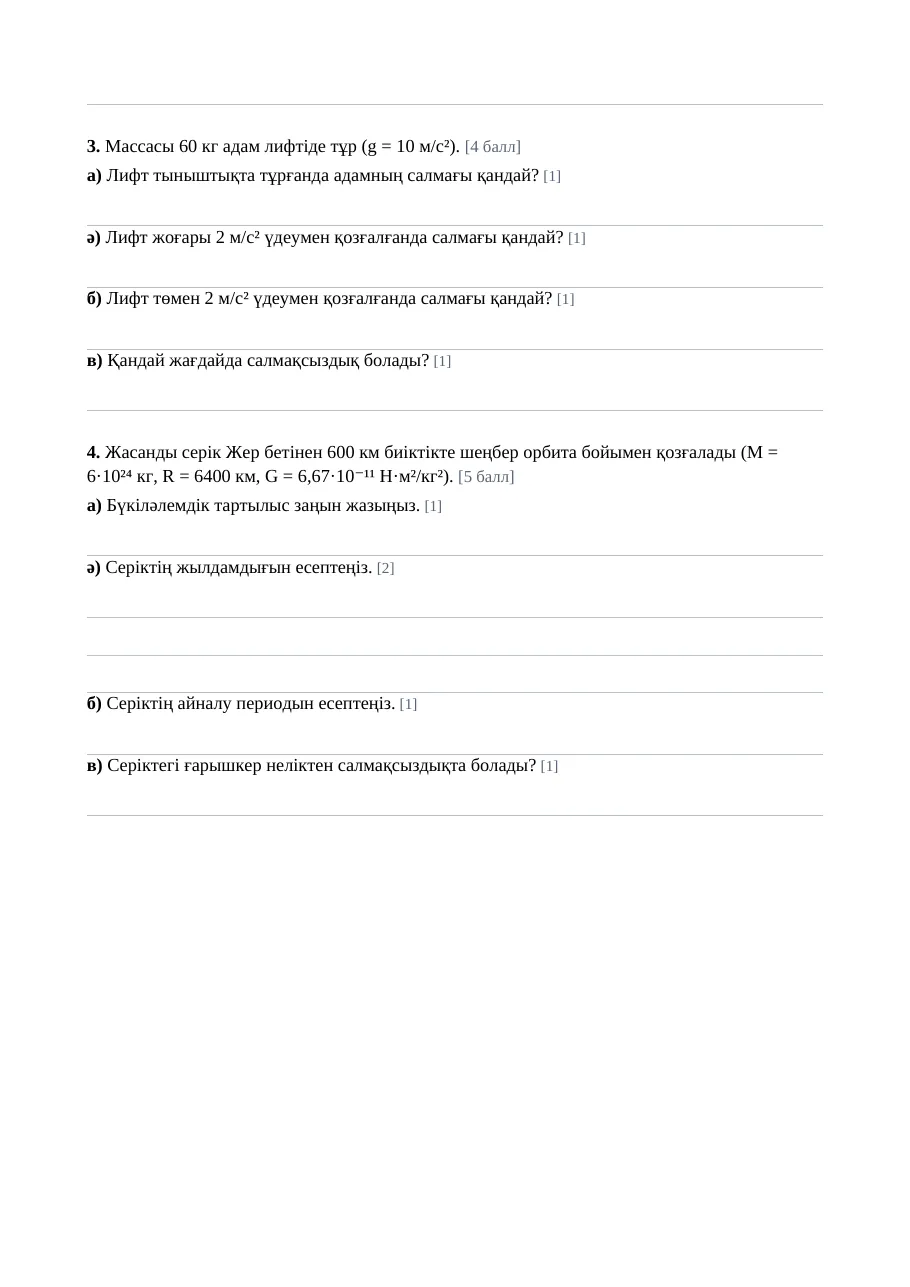 3. Массасы 60 кг адам лифтіде тұр (g = 10 м/с²). [4 балл]
а) Лифт тыныштықта тұрғанда адамның салмағы қандай? [1]
ә) Лифт жоғары 2 м/с² үдеумен қозғалғанда салмағы қандай? [1]
б) Лифт төмен 2 м/с² үдеумен қозғалғанда салмағы қандай? [1]
в) Қандай жағдайда салмақсыздық болады? [1]
4. Жасанды серік Жер бетінен 600 км биіктікте шеңбер орбита бойымен қозғалады (M =
6·10²⁴ кг, R = 6400 км, G = 6,67·10⁻¹¹ Н·м²/кг²). [5 балл]
а) Бүкіләлемдік тартылыс заңын жазыңыз. [1]
ә) Серіктің жылдамдығын есептеңіз. [2]
б) Серіктің айналу периодын есептеңіз. [1]
в) Серіктегі ғарышкер неліктен салмақсыздықта болады? [1]